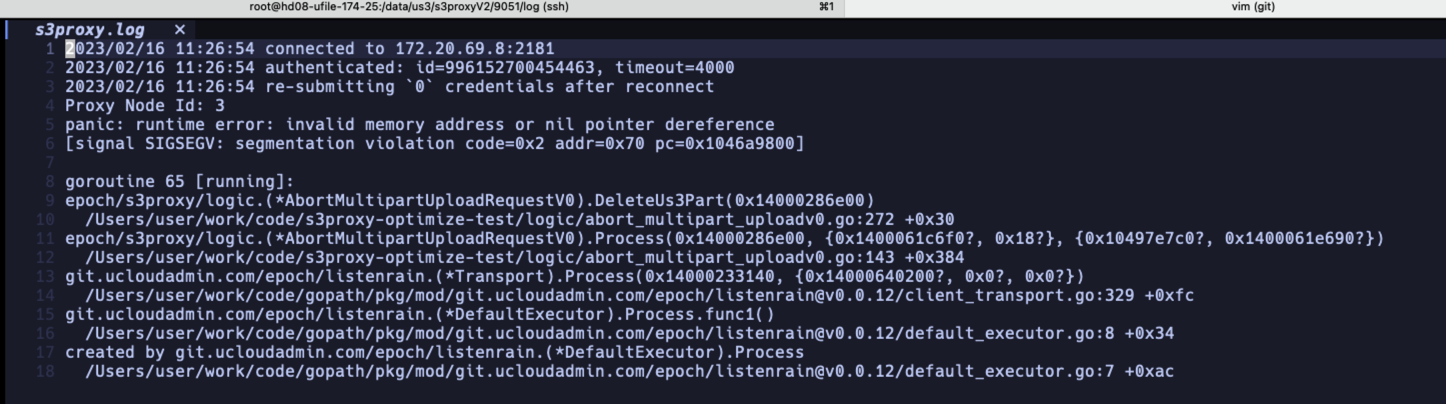 root@hd08-ufile-174-25:/data/us3/s3proxyV2/9051/log (ssh) ⌘1 vim (git)
s3proxy.log ×
1 2023/02/16 11:26:54 connected to 172.20.69.8:2181
2 2023/02/16 11:26:54 authenticated: id=996152700454463, timeout=4000
3 2023/02/16 11:26:54 re-submitting `0` credentials after reconnect
4 Proxy Node Id: 3
5 panic: runtime error: invalid memory address or nil pointer dereference
6 [signal SIGSEGV: segmentation violation code=0x2 addr=0x70 pc=0x1046a9800]
7
8 goroutine 65 [running]:
9 epoch/s3proxy/logic.(*AbortMultipartUploadRequestV0).DeleteUs3Part(0x14000286e00)
10 /Users/user/work/code/s3proxy-optimize-test/logic/abort_multipart_uploadv0.go:272 +0x30
11 epoch/s3proxy/logic.(*AbortMultipartUploadRequestV0).Process(0x14000286e00, {0x1400061c6f0?, 0x18?}, {0x10497e7c0?, 0x1400061e690?})
12 /Users/user/work/code/s3proxy-optimize-test/logic/abort_multipart_uploadv0.go:143 +0x384
13 git.ucloudadmin.com/epoch/listenrain.(*Transport).Process(0x14000233140, {0x14000640200?, 0x0?, 0x0?})
14 /Users/user/work/code/gopath/pkg/mod/git.ucloudadmin.com/epoch/listenrain@v0.0.12/client_transport.go:329 +0xfc
15 git.ucloudadmin.com/epoch/listenrain.(*DefaultExecutor).Process.func1()
16 /Users/user/work/code/gopath/pkg/mod/git.ucloudadmin.com/epoch/listenrain@v0.0.12/default_executor.go:8 +0x34
17 created by git.ucloudadmin.com/epoch/listenrain.(*DefaultExecutor).Process
18 /Users/user/work/code/gopath/pkg/mod/git.ucloudadmin.com/epoch/listenrain@v0.0.12/default_executor.go:7 +0xac